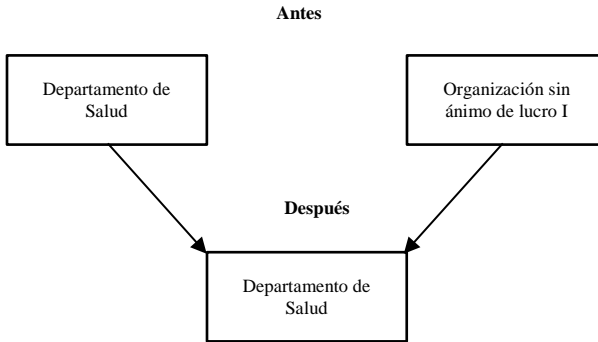 Antes
Departamento de
Salud
Organización sin
ánimo de lucro I
Después
Departamento de
Salud